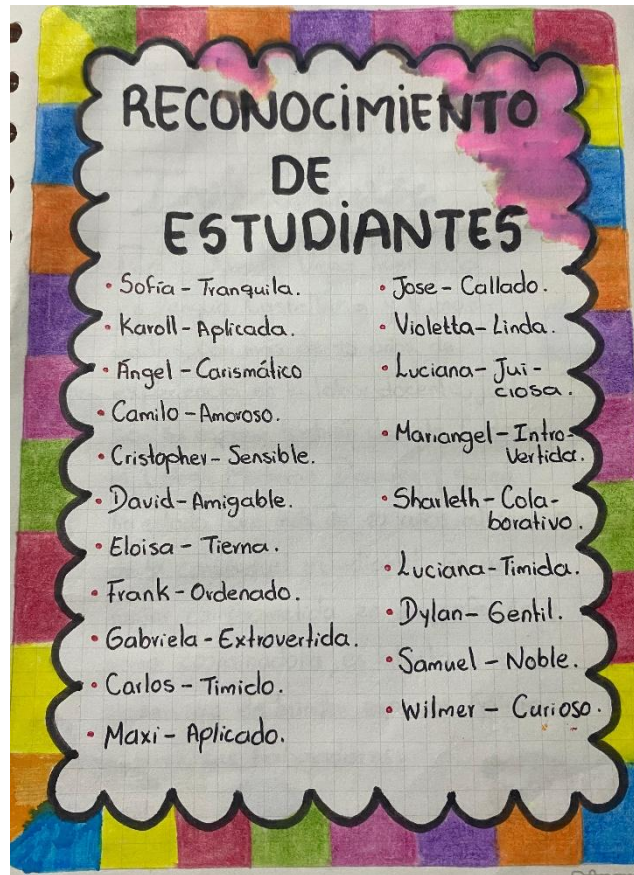 RECONOCIMIENTO
DE
ESTUDIANTES
• Sofía - Tranquila.
• Karoll - Aplicada.
• Ángel - Carismático
• Camilo - Amoroso.
• Cristopher - Sensible.
• David - Amigable.
• Eloisa - Tierna.
• Frank - Ordenado.
• Gabriela - Extrovertida.
• Carlos - Timido.
• Maxi - Aplicado.
• Jose - Callado.
• Violetta - Linda.
• Luciana - Jui-
ciosa.
• Mariangel - Intro-
Vertida.
• Sharleth - Cola-
borativo.
• Luciana - Timida.
• Dylan - Gentil.
• Samuel - Noble.
• Wilmer - Curioso.